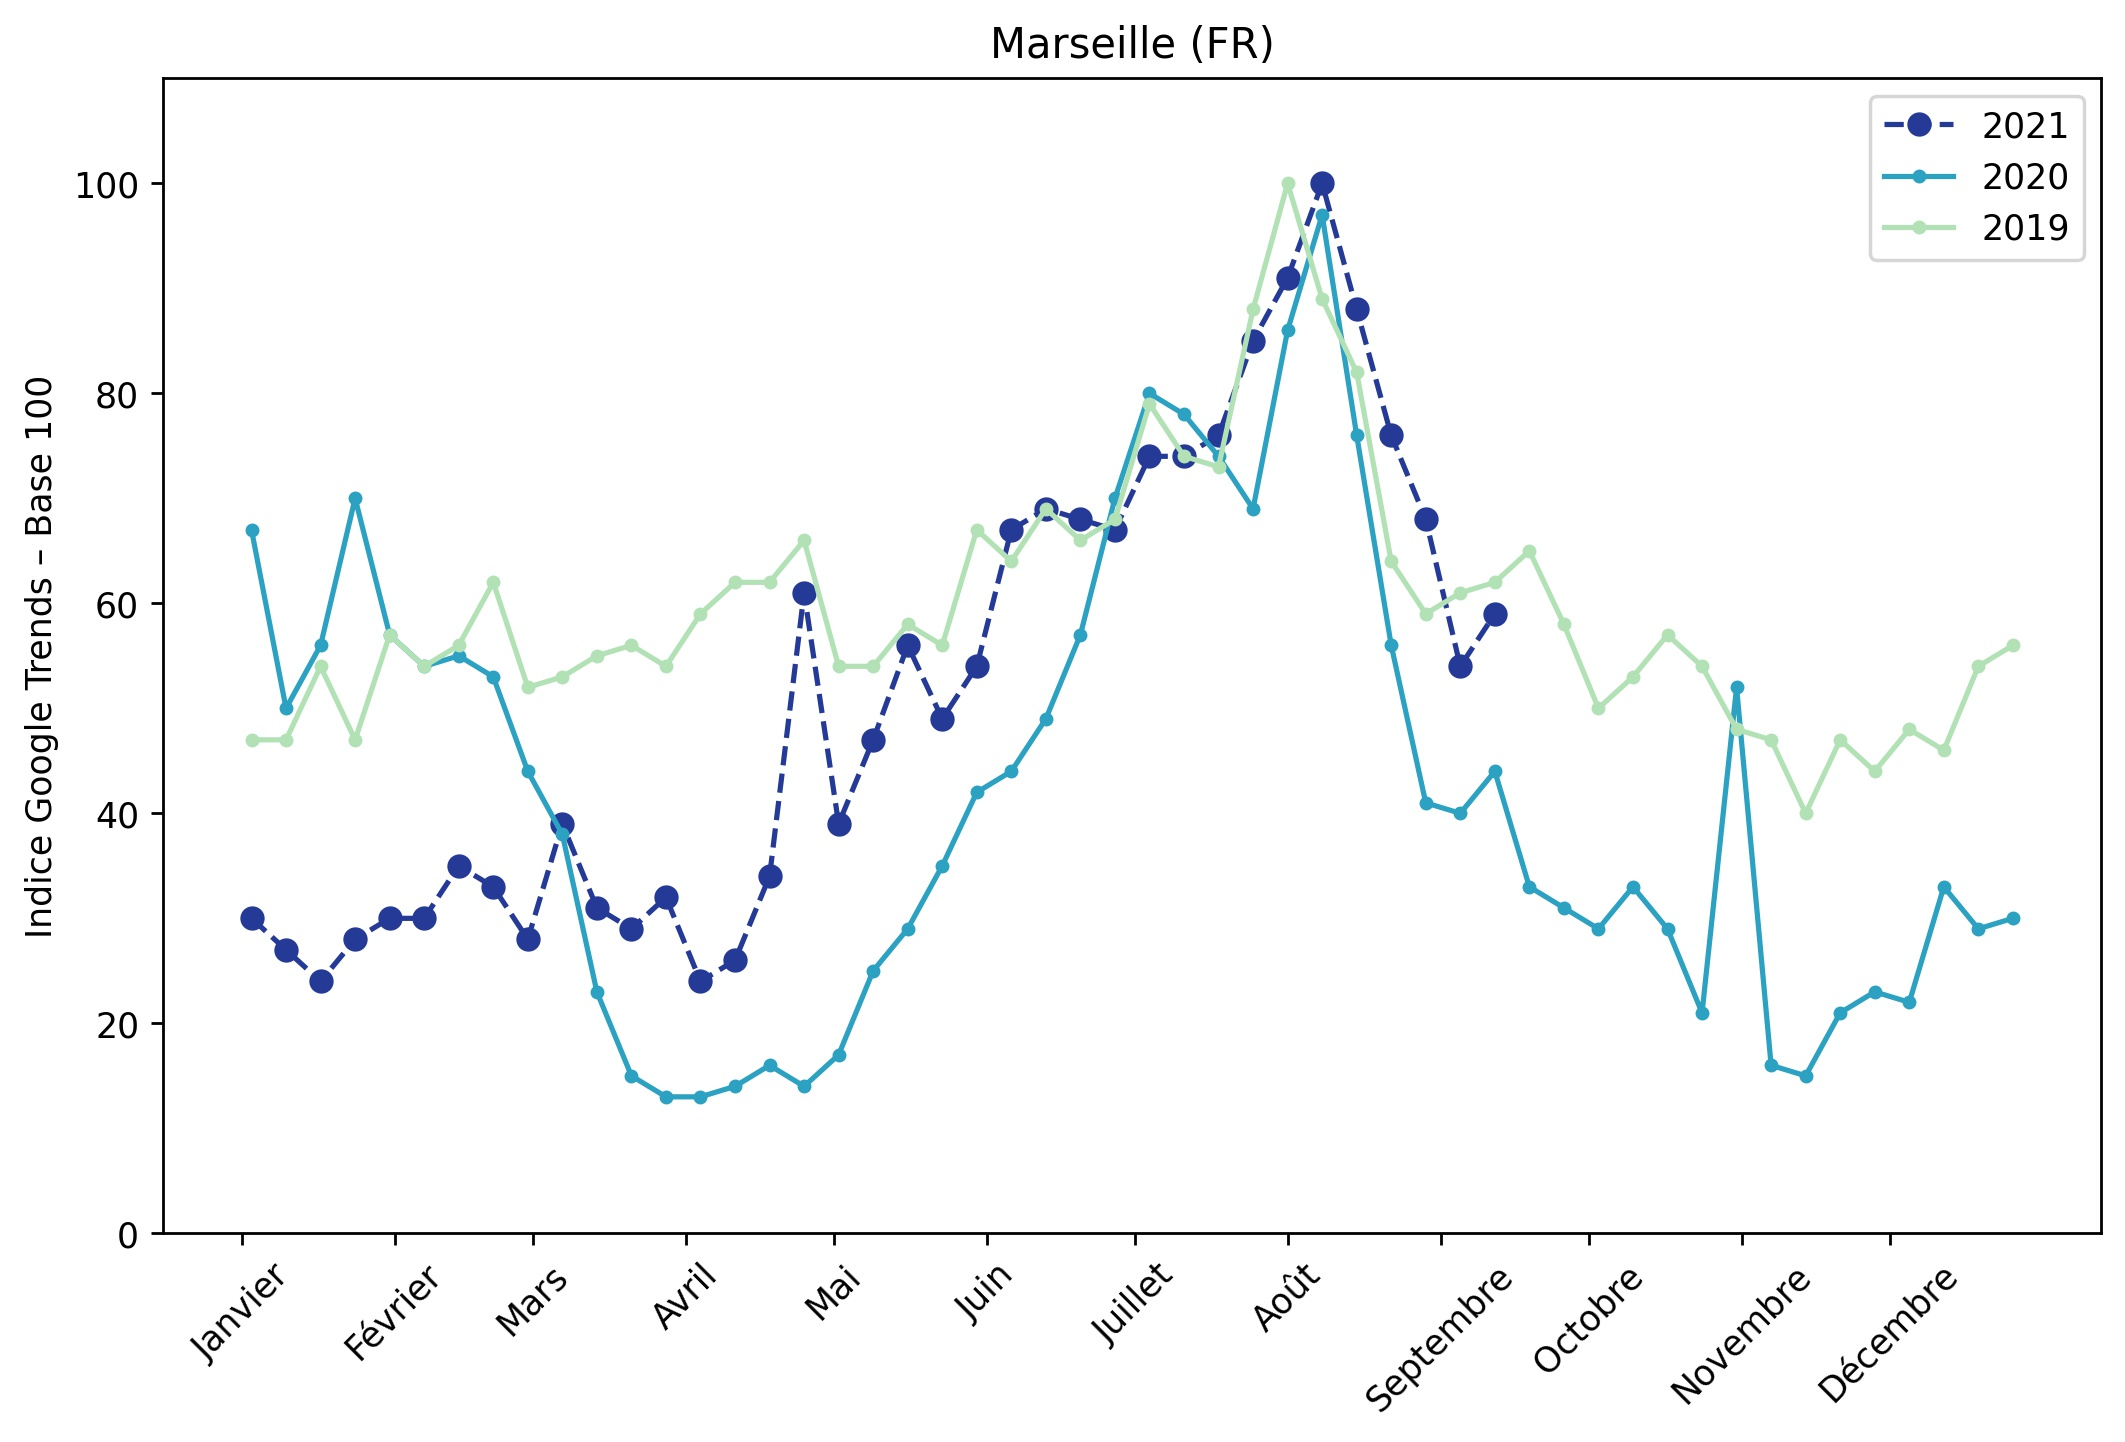 Marseille (FR)
2021
2020
2019
Indice Google Trends – Base 100
100
80
60
40
20
0
Janvier
Février
Mars
Avril
Mai
Juin
Juillet
Août
Septembre
Octobre
Novembre
Décembre